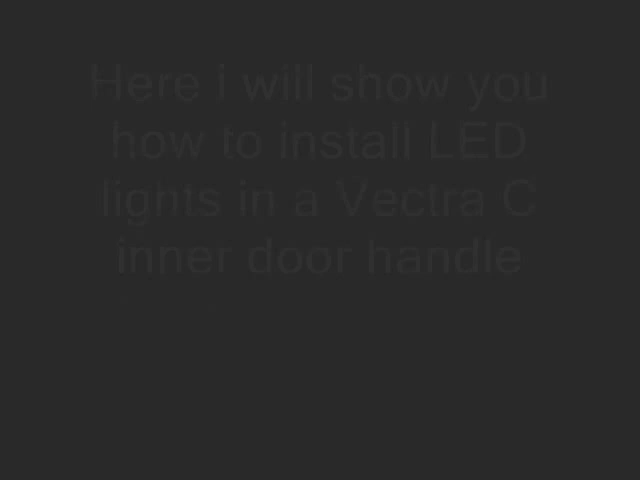 Here i will show you
how to install LED
lights in a Vectra C
inner door handle